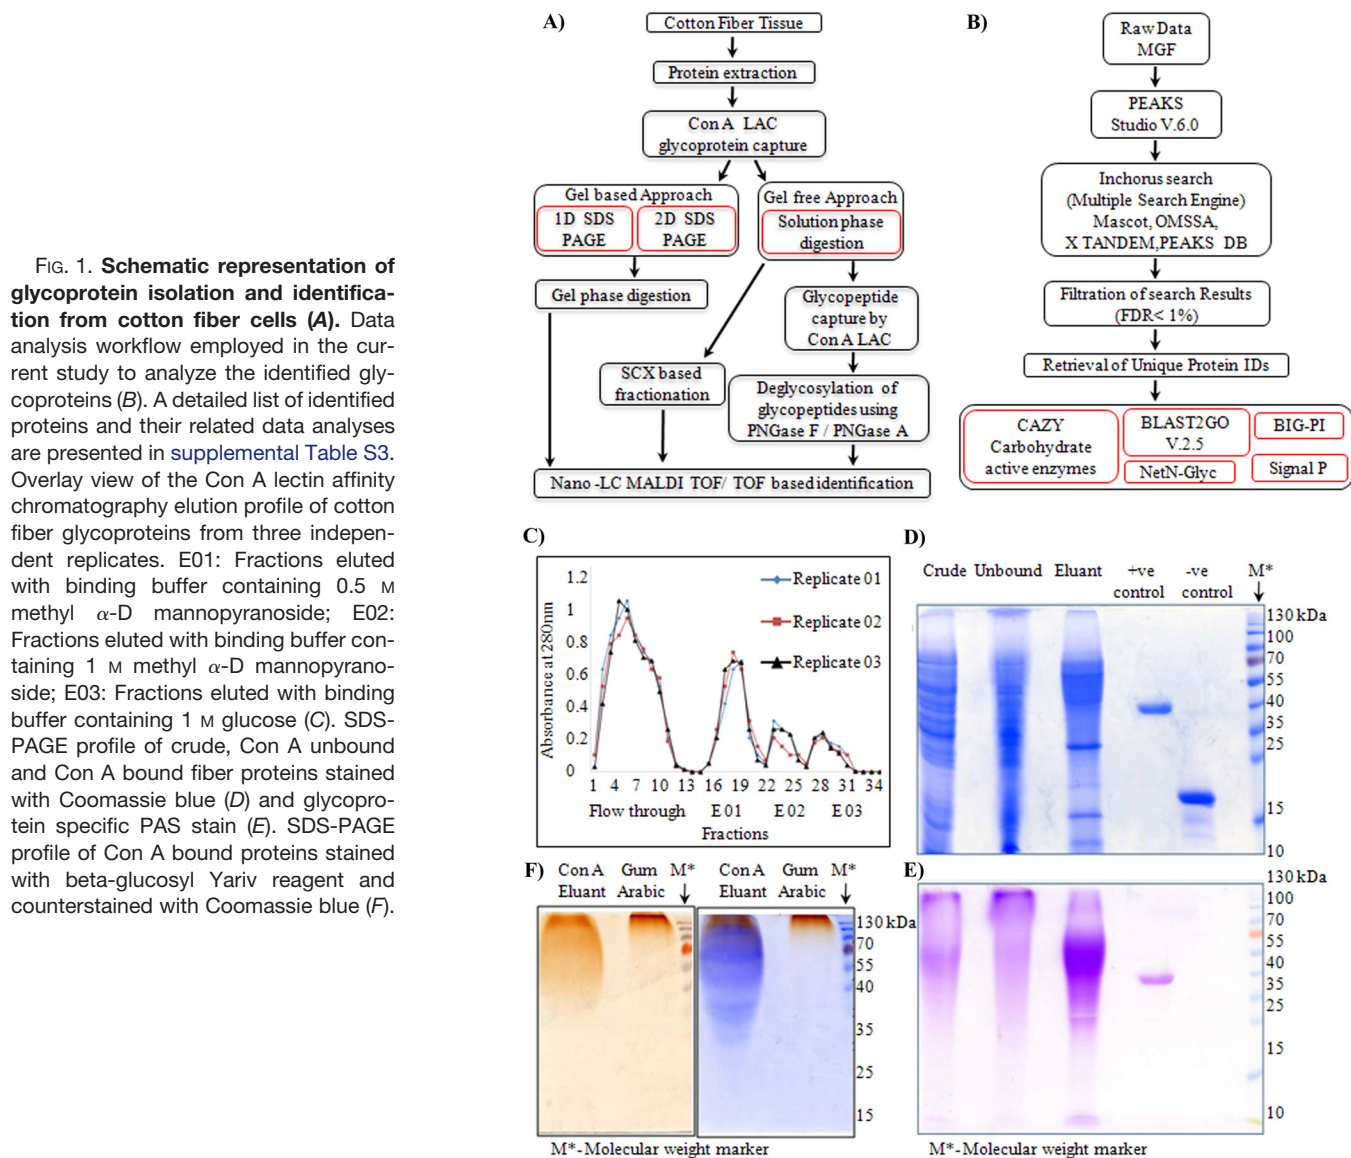 FIG. 1. Schematic representation of
glycoprotein isolation and identifica-
tion from cotton fiber cells (A). Data
analysis workflow employed in the cur-
rent study to analyze the identified gly-
coproteins (B). A detailed list of identified
proteins and their related data analyses
are presented in supplemental Table S3.
Overlay view of the Con A lectin affinity
chromatography elution profile of cotton
fiber glycoproteins from three indepen-
dent replicates. E01: Fractions eluted
with binding buffer containing 0.5 M
methyl α-D mannopyranoside; E02:
Fractions eluted with binding buffer con-
taining 1 M methyl α-D mannopyrano-
side; E03: Fractions eluted with binding
buffer containing 1 M glucose (C). SDS-
PAGE profile of crude, Con A unbound
and Con A bound fiber proteins stained
with Coomassie blue (D) and glycopro-
tein specific PAS stain (E). SDS-PAGE
profile of Con A bound proteins stained
with beta-glucosyl Yariv reagent and
counterstained with Coomassie blue (F).
A)
Cotton Fiber Tissue
Protein extraction
Con A LAC
glycoprotein capture
Gel based Approach
1D SDS
PAGE
2D SDS
PAGE
Gel free Approach
Solution phase
digestion
Gel phase digestion
Glycopeptide
capture by
Con A LAC
SCX based
fractionation
Deglycosylation of
glycopeptides using
PNGase F / PNGase A
Nano -LC MALDI TOF/ TOF based identification
B)
Raw Data
MGF
PEAKS
Studio V.6.0
Inchorus search
(Multiple Search Engine)
Mascot, OMSSA,
X TANDEM,PEAKS DB
Filtration of search Results
(FDR< 1%)
Retrieval of Unique Protein IDs
CAZY
Carbohydrate
active enzymes
BLAST2GO
V.2.5
NetN-Glyc
BIG-PI
Signal P
C)
Absorbance at 280nm
1.2
1
0.8
0.6
0.4
0.2
0
Replicate 01
Replicate 02
Replicate 03
1 4 7 10 13 16 19 22 25 28 31 34
Flow through E 01 E 02 E 03
Fractions
D)
Crude Unbound Eluant +ve control -ve control M*
130 kDa
100
70
55
40
35
25
15
10
F)
Con A Eluant Gum Arabic M* Con A Eluant Gum Arabic M*
130 kDa
70
55
40
35
25
15
M*- Molecular weight marker
E)
130 kDa
100
70
55
40
35
25
15
10
M*- Molecular weight marker